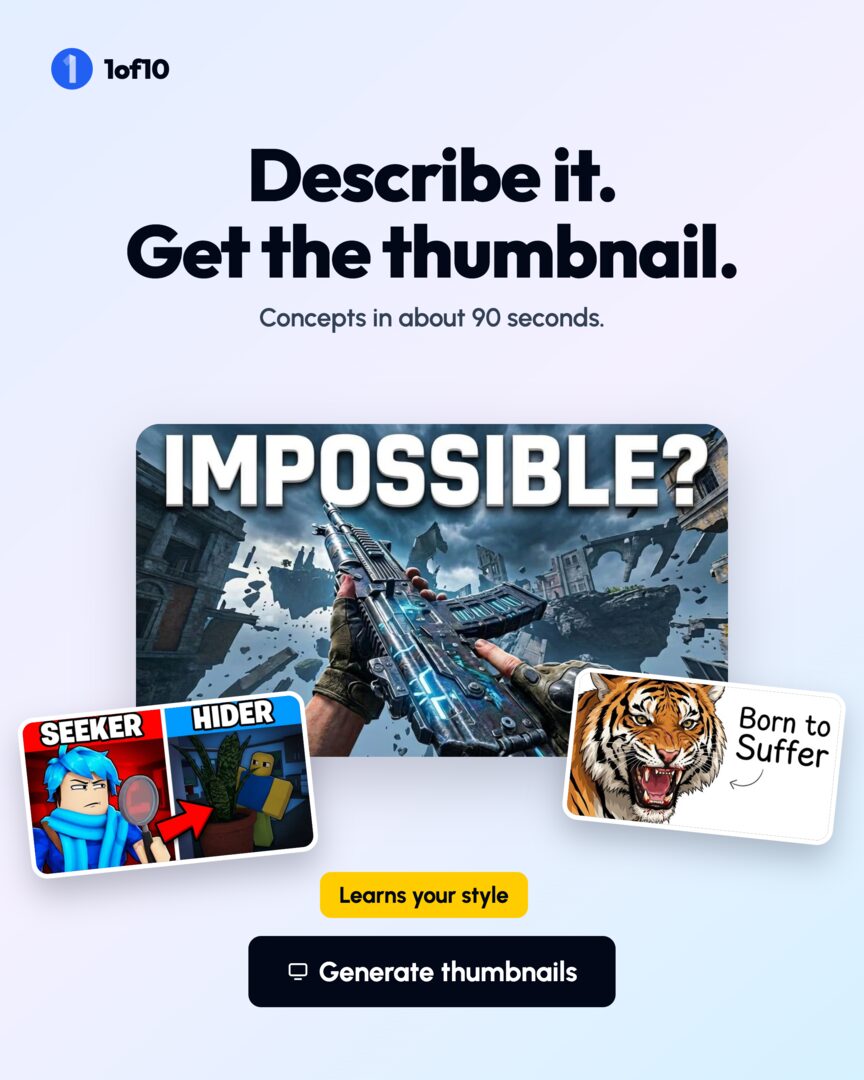 1of10
Describe it.
Get the thumbnail.
Concepts in about 90 seconds.
IMPOSSIBLE?
SEEKER
HIDER
Born to
Suffer
Learns your style
Generate thumbnails